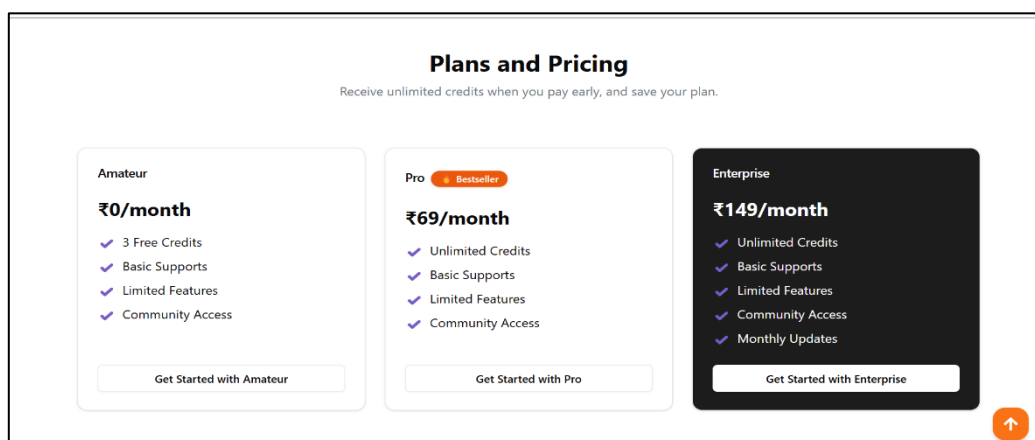 Plans and Pricing
Receive unlimited credits when you pay early, and save your plan.
Amateur
₹0/month
3 Free Credits
Basic Supports
Limited Features
Community Access
Get Started with Amateur
Pro
Bestseller
₹69/month
Unlimited Credits
Basic Supports
Limited Features
Community Access
Get Started with Pro
Enterprise
₹149/month
Unlimited Credits
Basic Supports
Limited Features
Community Access
Monthly Updates
Get Started with Enterprise